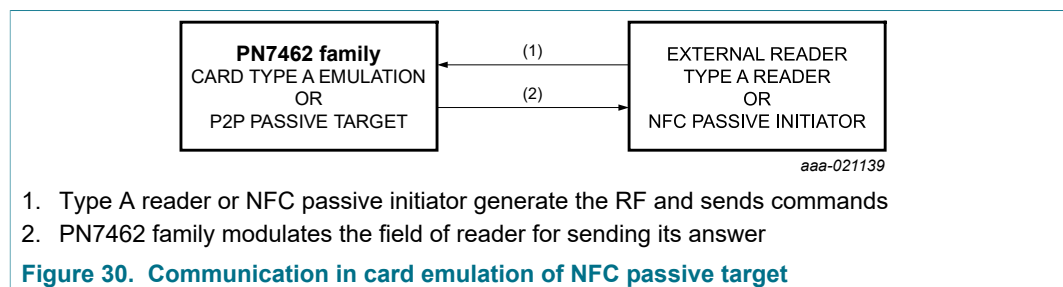 PN7462 family
CARD TYPE A EMULATION
OR
P2P PASSIVE TARGET
(1)
(2)
EXTERNAL READER
TYPE A READER
OR
NFC PASSIVE INITIATOR
aaa-021139
1. Type A reader or NFC passive initiator generate the RF and sends commands
2. PN7462 family modulates the field of reader for sending its answer
Figure 30. Communication in card emulation of NFC passive target